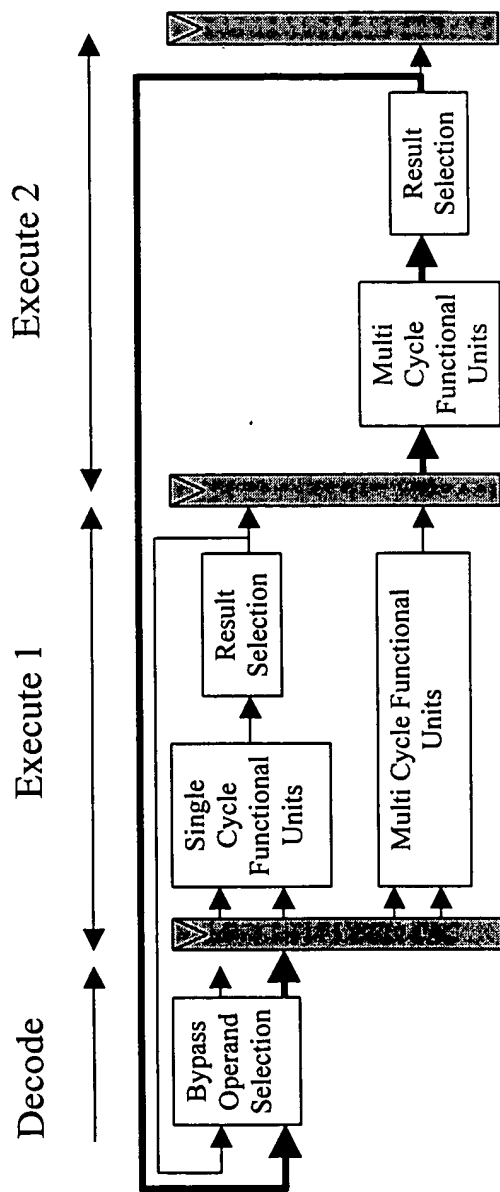 Decode
Execute 1
Execute 2
Bypass
Operand
Selection
Single
Cycle
Functional
Units
Result
Selection
Multi Cycle Functional
Units
Multi
Cycle
Functional
Units
Result
Selection